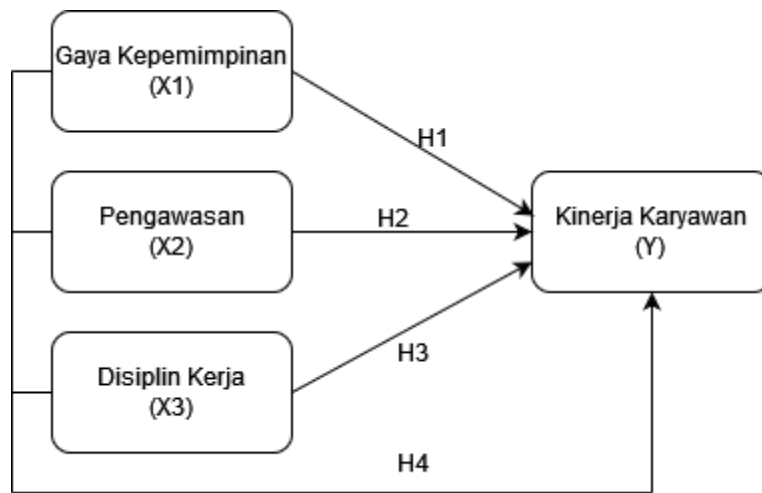 Gaya Kepemimpinan
(X1)
H1
Pengawasan
(X2)
H2
Kinerja Karyawan
(Y)
Disiplin Kerja
(X3)
H3
H4